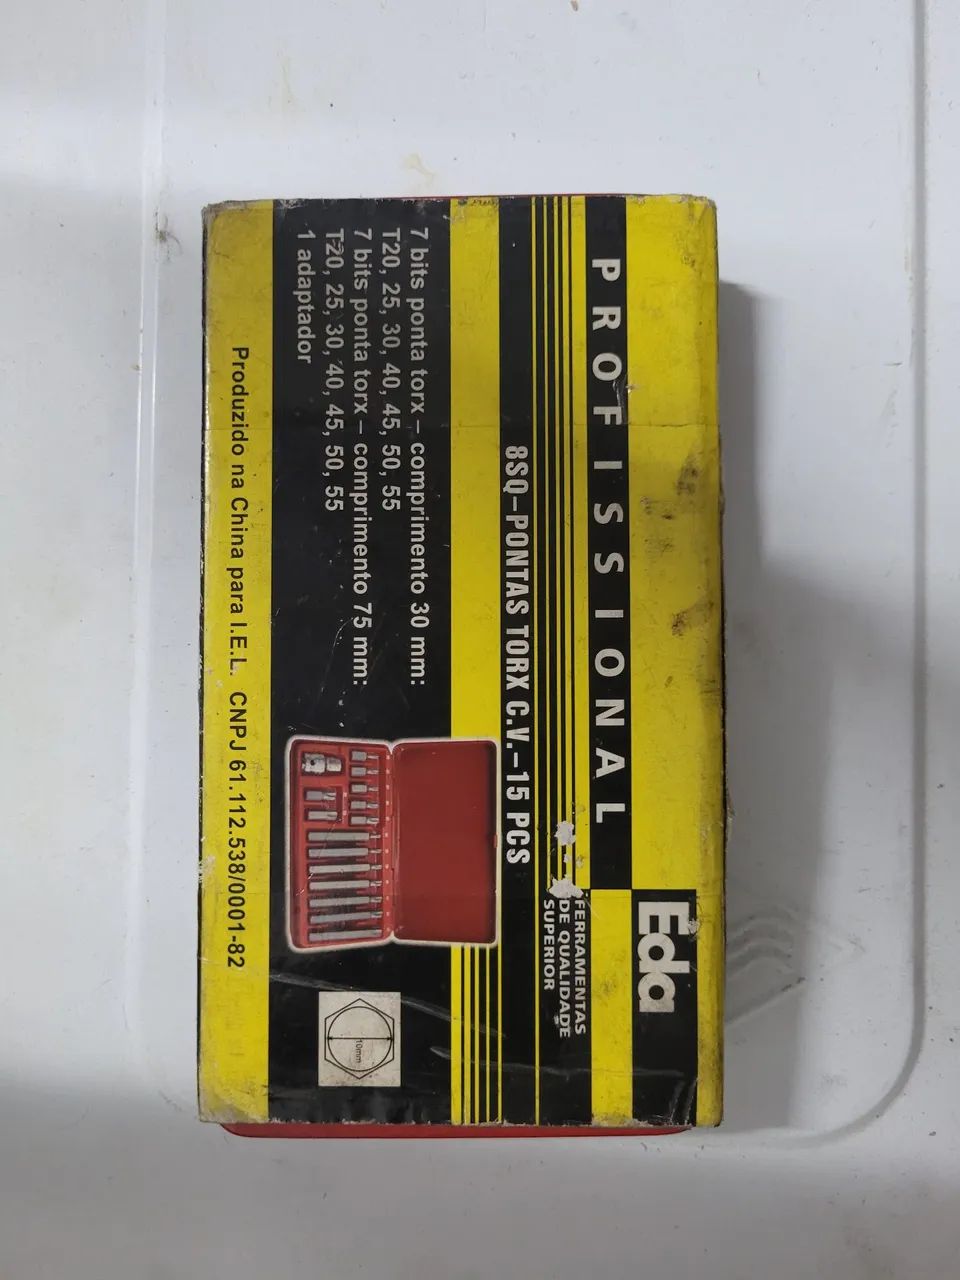 PROFISSIONAL
Eda
FERRAMENTAS
DE QUALIDADE
SUPERIOR
8SQ-PONTAS TORX C.V.-15 PCS
7 bits ponta torx - comprimento 30 mm:
T20, 25, 30, 40, 45, 50, 55
7 bits ponta torx - comprimento 75 mm:
T20, 25, 30, 40, 45, 50, 55
1 adaptador
10mm
Produzido na China para I.E.L. CNPJ 61.112.538/0001-82